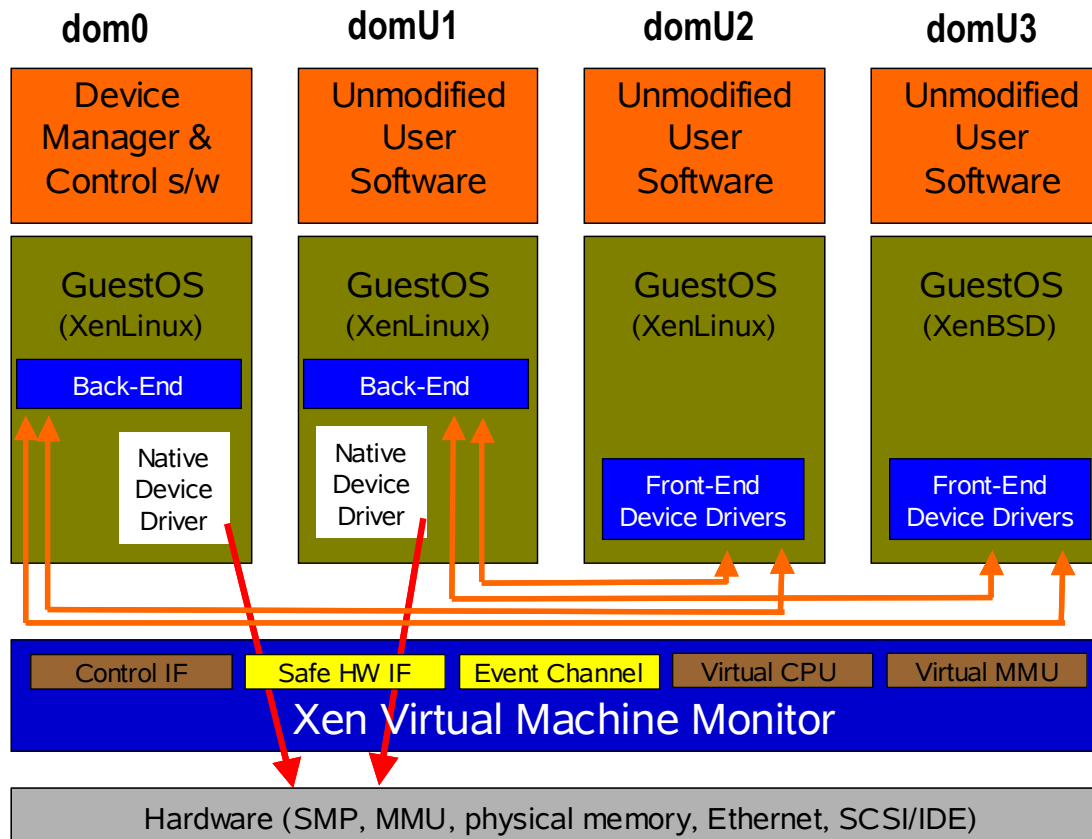 dom0
domU1
domU2
domU3
Device
Manager &
Control s/w
Unmodified
User
Software
Unmodified
User
Software
Unmodified
User
Software
GuestOS
(XenLinux)
Back-End
Native
Device
Driver
GuestOS
(XenLinux)
Back-End
Native
Device
Driver
GuestOS
(XenLinux)
Front-End
Device Drivers
GuestOS
(XenBSD)
Front-End
Device Drivers
Control IF
Safe HW IF
Event Channel
Virtual CPU
Virtual MMU
Xen Virtual Machine Monitor
Hardware (SMP, MMU, physical memory, Ethernet, SCSI/IDE)